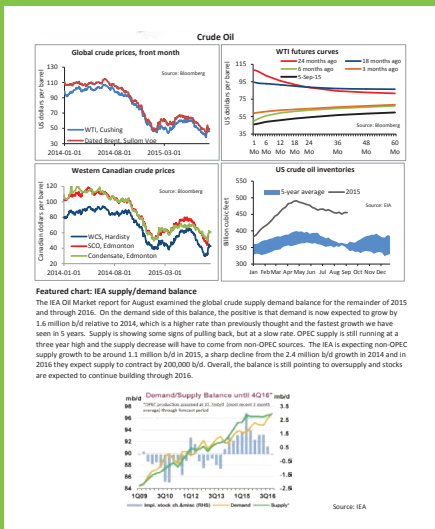 Crude Oil
Global crude prices, front month
130
110
90
70
50
30
US dollars per barrel
Source: Bloomberg
WTI, Cushing
Dated Brent, Sullom Voe
2014-01-01 2014-08-01 2015-03-01
WTI futures curves
24 months ago 18 months ago
6 months ago 3 months ago
5-Sep-15
115
95
75
55
35
US dollars per barrel
Source: Bloomberg
1 6 12 18 24 36 48 60
Mo Mo Mo Mo Mo Mo Mo Mo
Western Canadian crude prices
120
100
80
60
40
20
Canadian dollars per barrel
Source: Bloomberg
WCS, Hardisty
SCO, Edmonton
Condensate, Edmonton
2014-01-01 2014-08-01 2015-03-01
US crude oil inventories
550
500
450
400
350
300
Billion cubic feet
5-year average 2015
Source: EIA
Jan Feb Mar Apr May Jun Jul Aug Sep Oct Nov Dec
Featured chart: IEA supply/demand balance
The IEA Oil Market report for August examined the global crude supply demand balance for the remainder of 2015
and through 2016. On the demand side of this balance, the positive is that demand is now expected to grow by
1.6 million b/d relative to 2014, which is a higher rate than previously thought and the fastest growth we have
seen in 5 years. Supply is showing some signs of pulling back, but at a slow rate. OPEC supply is still running at a
three year high and the supply decrease will have to come from non-OPEC sources. The IEA is expecting non-OPEC
supply growth to be around 1.1 million b/d in 2015, a sharp decline from the 2.4 million b/d growth in 2014 and in
2016 they expect supply to contract by 200,000 b/d. Overall, the balance is still pointing to oversupply and stocks
are expected to continue building through 2016.
mb/d Demand/Supply Balance until 4Q16* mb/d
98
96
94
92
90
88
86
84
3.5
2.5
1.5
0.5
-0.5
-1.5
-2.5
1Q09 3Q10 1Q12 3Q13 1Q15 3Q16
Demand Supply*
Source: IEA